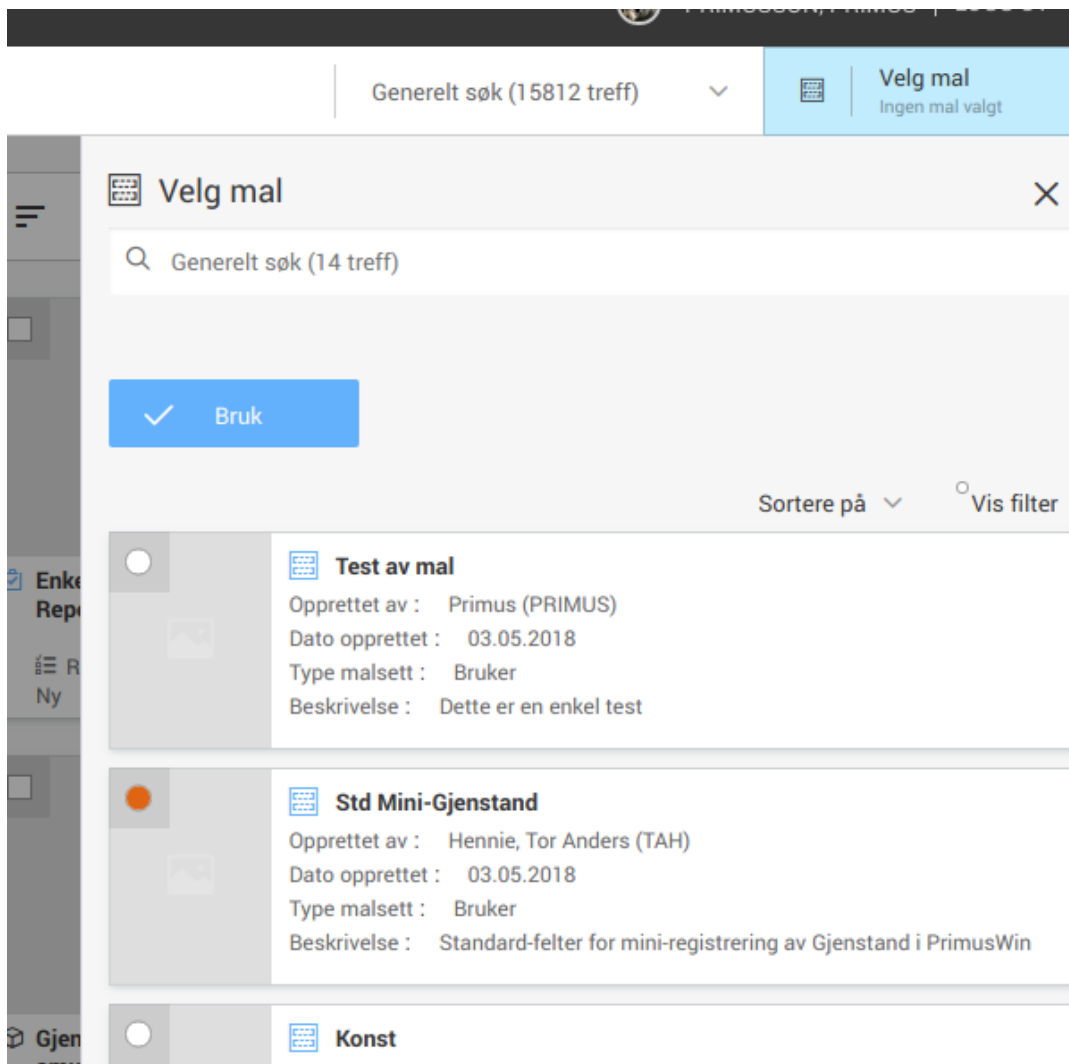 Generelt søk (15812 treff)
Velg mal
Ingen mal valgt
Velg mal
Generelt søk (14 treff)
Bruk
Sortere på
Vis filter
Test av mal
Opprettet av : Primus (PRIMUS)
Dato opprettet : 03.05.2018
Type malsett : Bruker
Beskrivelse : Dette er en enkel test
Ny
Std Mini-Gjenstand
Opprettet av : Hennie, Tor Anders (TAH)
Dato opprettet : 03.05.2018
Type malsett : Bruker
Beskrivelse : Standard-felter for mini-registrering av Gjenstand i PrimusWin
Konst